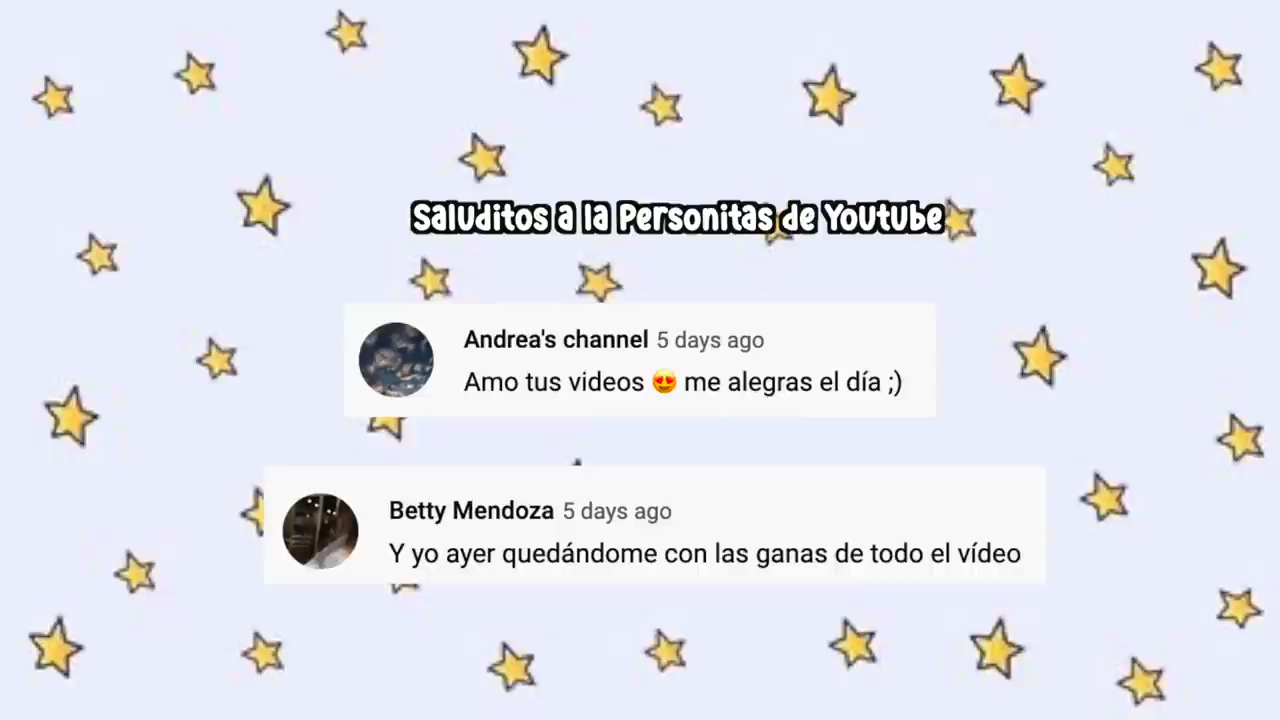 Saluditos a la Personitas de Youtube
Andrea's channel 5 days ago
Amo tus videos 😍 me alegras el día ;)
Betty Mendoza 5 days ago
Y yo ayer quedándome con las ganas de todo el vídeo